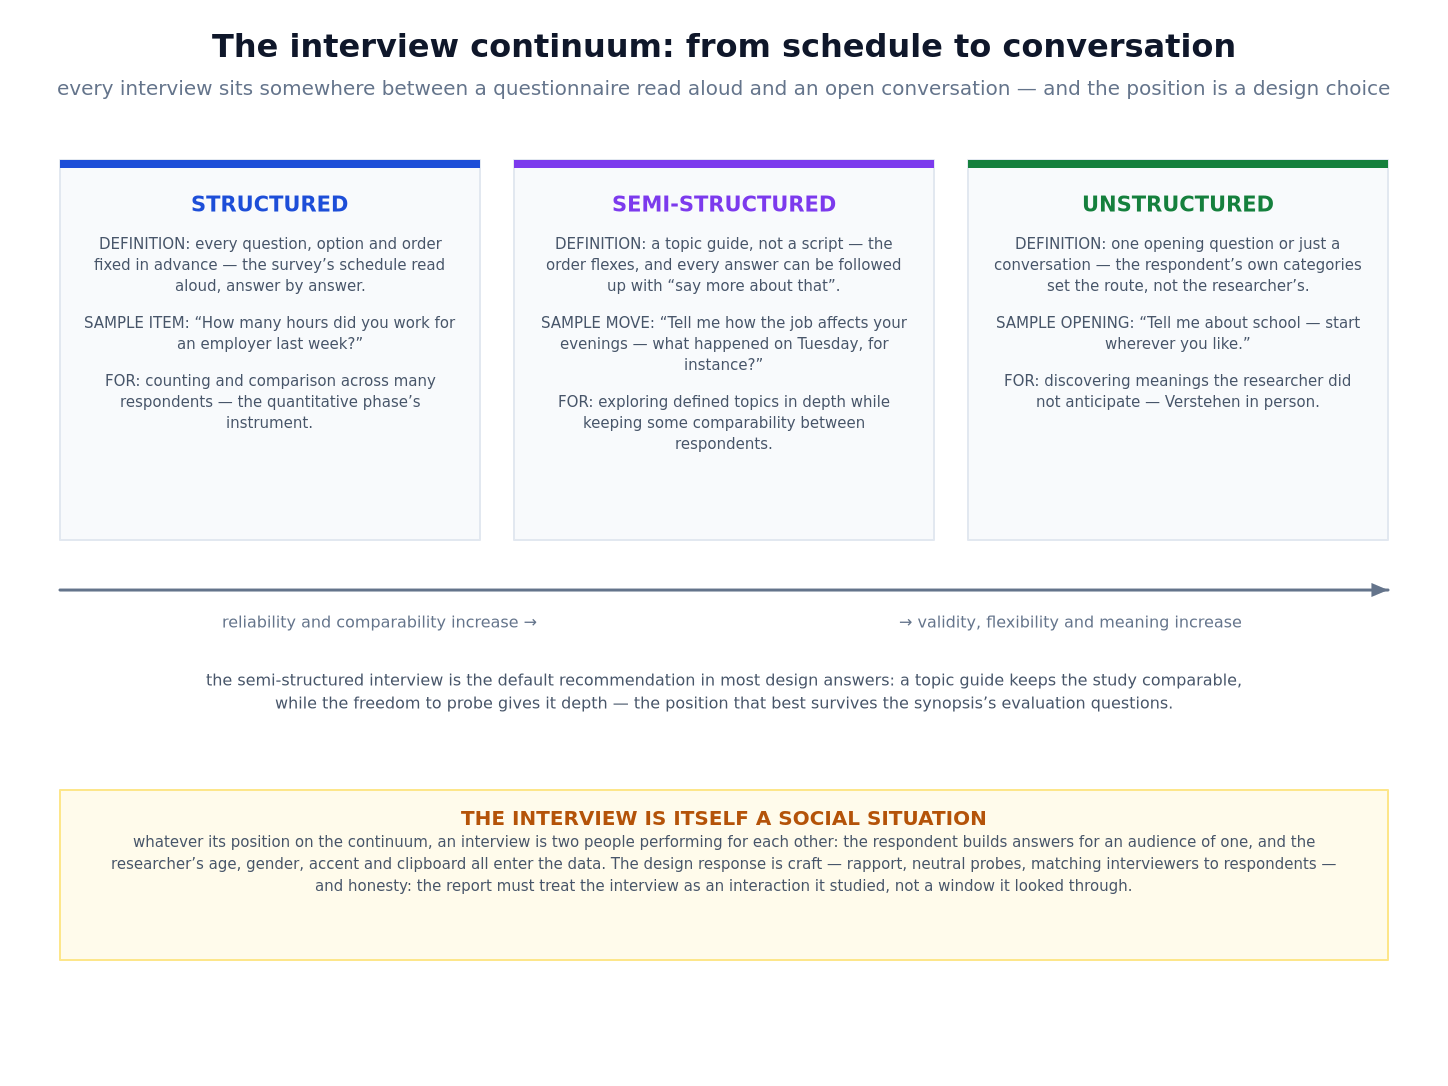 The interview continuum: from schedule to conversation
every interview sits somewhere between a questionnaire read aloud and an open conversation — and the position is a design choice
STRUCTURED
DEFINITION: every question, option and order
fixed in advance — the survey’s schedule read
aloud, answer by answer.
SAMPLE ITEM: “How many hours did you work for
an employer last week?”
FOR: counting and comparison across many
respondents — the quantitative phase’s
instrument.
SEMI-STRUCTURED
DEFINITION: a topic guide, not a script — the
order flexes, and every answer can be followed
up with “say more about that”.
SAMPLE MOVE: “Tell me how the job affects your
evenings — what happened on Tuesday, for
instance?”
FOR: exploring defined topics in depth while
keeping some comparability between
respondents.
UNSTRUCTURED
DEFINITION: one opening question or just a
conversation — the respondent’s own categories
set the route, not the researcher’s.
SAMPLE OPENING: “Tell me about school — start
wherever you like.”
FOR: discovering meanings the researcher did
not anticipate — Verstehen in person.
reliability and comparability increase →
→ validity, flexibility and meaning increase
the semi-structured interview is the default recommendation in most design answers: a topic guide keeps the study comparable,
while the freedom to probe gives it depth — the position that best survives the synopsis’s evaluation questions.
THE INTERVIEW IS ITSELF A SOCIAL SITUATION
whatever its position on the continuum, an interview is two people performing for each other: the respondent builds answers for an audience of one, and the
researcher’s age, gender, accent and clipboard all enter the data. The design response is craft — rapport, neutral probes, matching interviewers to respondents —
and honesty: the report must treat the interview as an interaction it studied, not a window it looked through.